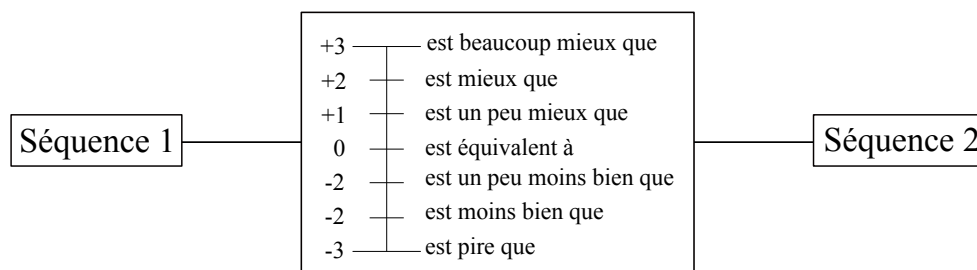 +3 est beaucoup mieux que
+2 est mieux que
+1 est un peu mieux que
Séquence 1
0 est équivalent à
Séquence 2
-2 est un peu moins bien que
-2 est moins bien que
-3 est pire que